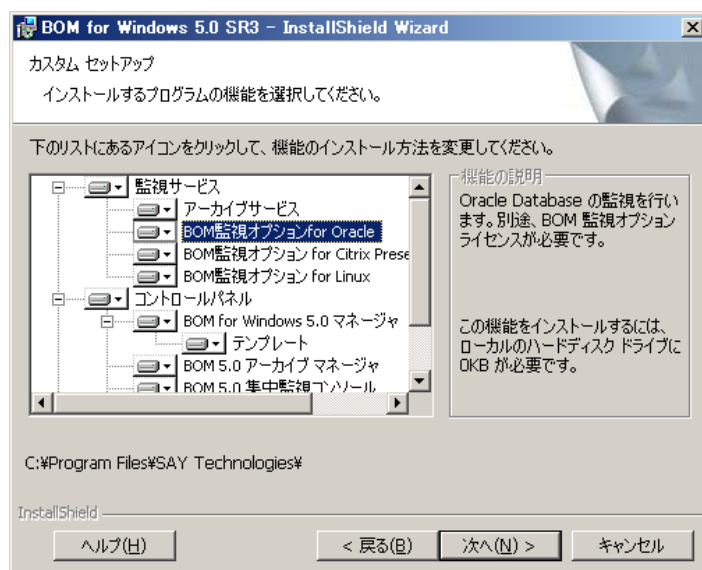 BOM for Windows 5.0 SR3 - InstallShield Wizard
カスタム セットアップ
インストールするプログラムの機能を選択してください。
下のリストにあるアイコンをクリックして、機能のインストール方法を変更してください。
監視サービス
アーカイブサービス
BOM監視オプションfor Oracle
BOM監視オプション for Citrix Prese
BOM監視オプション for Linux
コントロールパネル
BOM for Windows 5.0 マネージャ
テンプレート
BOM 5.0 アーカイブ マネージャ
BOM 5.0 集中監視コンソール
機能の説明
Oracle Database の監視を行い
ます。別途、BOM 監視オプション
ライセンスが必要です。
この機能をインストールするには、
ローカルのハードディスク ドライブに
0KB が必要です。
C:¥Program Files¥SAY Technologies¥
InstallShield
ヘルプ(H)
< 戻る(B)
次へ(N) >
キャンセル